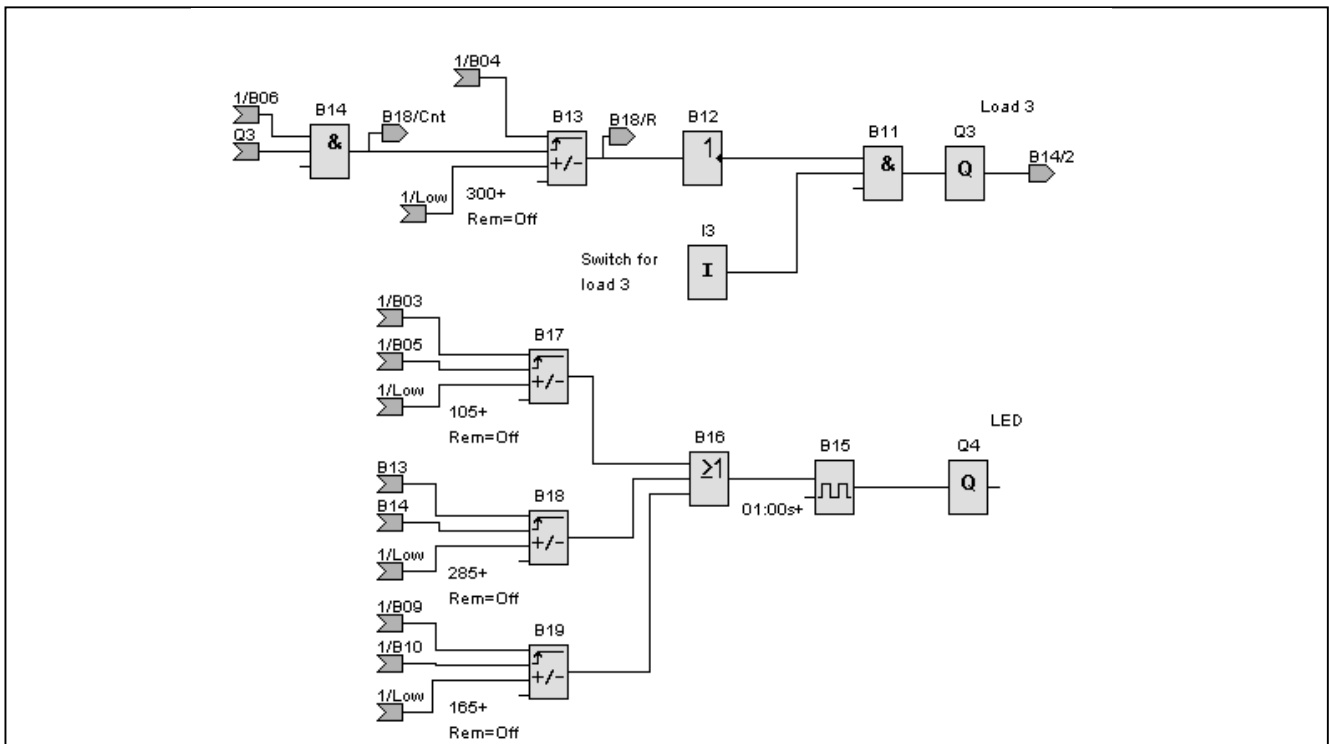 1/B04
1/B06
B14
B18/Cnt
B13
B18/R
B12
Load 3
B11
Q3
Q3
&
+/-
1
&
Q
B14/2
1/Low
300+
Rem=Off
I3
Switch for
load 3
I
1/B03
B17
1/B05
+/-
1/Low
105+
Rem=Off
LED
B16
B15
Q4
≥1
Q
01:00s+
B13
B18
B14
+/-
1/Low
285+
Rem=Off
1/B09
B19
1/B10
+/-
1/Low
165+
Rem=Off